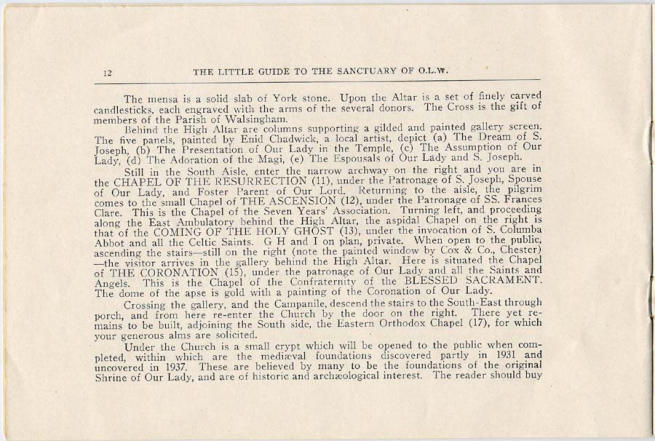 12 THE LITTLE GUIDE TO THE SANCTUARY OF O.L.W.
The mensa is a solid slab of York stone. Upon the Altar is a set of finely carved
candlesticks, each engraved with the arms of the several donors. The Cross is the gift of
members of the Parish of Walsingham.
Behind the High Altar are columns supporting a gilded and painted gallery screen.
The five panels, painted by Enid Chadwick, a local artist, depict (a) The Dream of S.
Joseph, (b) The Presentation of Our Lady in the Temple, (c) The Assumption of Our
Lady, (d) The Adoration of the Magi, (e) The Espousals of Our Lady and S. Joseph.
Still in the South Aisle, enter the narrow archway on the right and you are in
the CHAPEL OF THE RESURRECTION (11), under the Patronage of S. Joseph, Spouse
of Our Lady, and Foster Parent of Our Lord. Returning to the aisle, the pilgrim
comes to the small Chapel of THE ASCENSION (12), under the Patronage of SS. Frances
Clare. This is the Chapel of the Seven Years' Association. Turning left, and proceeding
along the East Ambulatory behind the High Altar, the aspidal Chapel on the right is
that of the COMING OF THE HOLY GHOST (13), under the invocation of S. Columba
Abbot and all the Celtic Saints. G H and I on plan, private. When open to the public,
ascending the stairs—still on the right (note the painted window by Cox & Co., Chester)
—the visitor arrives in the gallery behind the High Altar. Here is situated the Chapel
of THE CORONATION (15), under the patronage of Our Lady and all the Saints and
Angels. This is the Chapel of the Confraternity of the BLESSED SACRAMENT.
The dome of the apse is gold with a painting of the Coronation of Our Lady.
Crossing the gallery, and the Campanile, descend the stairs to the South-East through
porch, and from here re-enter the Church by the door on the right. There yet re-
mains to be built, adjoining the South side, the Eastern Orthodox Chapel (17), for which
your generous alms are solicited.
Under the Church is a small crypt which will be opened to the public when com-
pleted, within which are the mediæval foundations discovered partly in 1931 and
uncovered in 1937. These are believed by many to be the foundations of the original
Shrine of Our Lady, and are of historic and archæological interest. The reader should buy